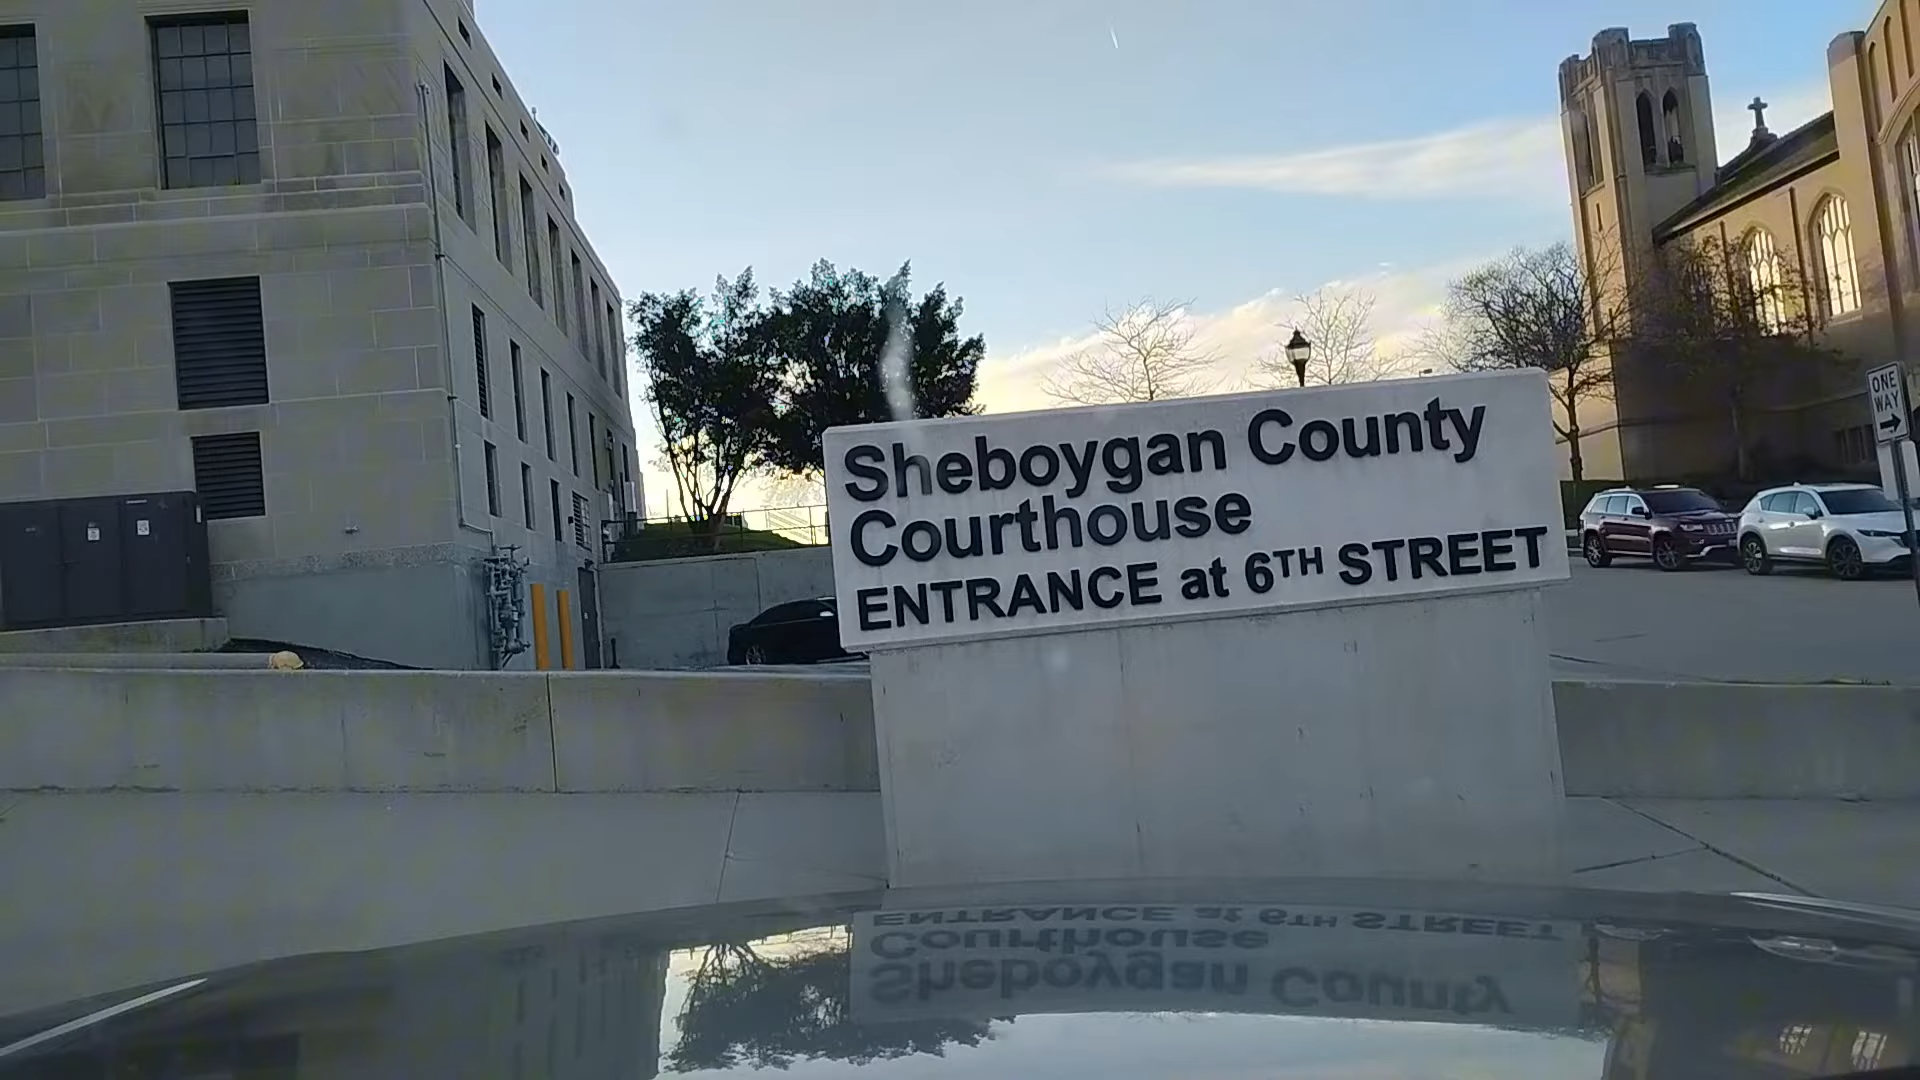 Sheboygan County
Courthouse
ENTRANCE at 6TH STREET
ONE
WAY